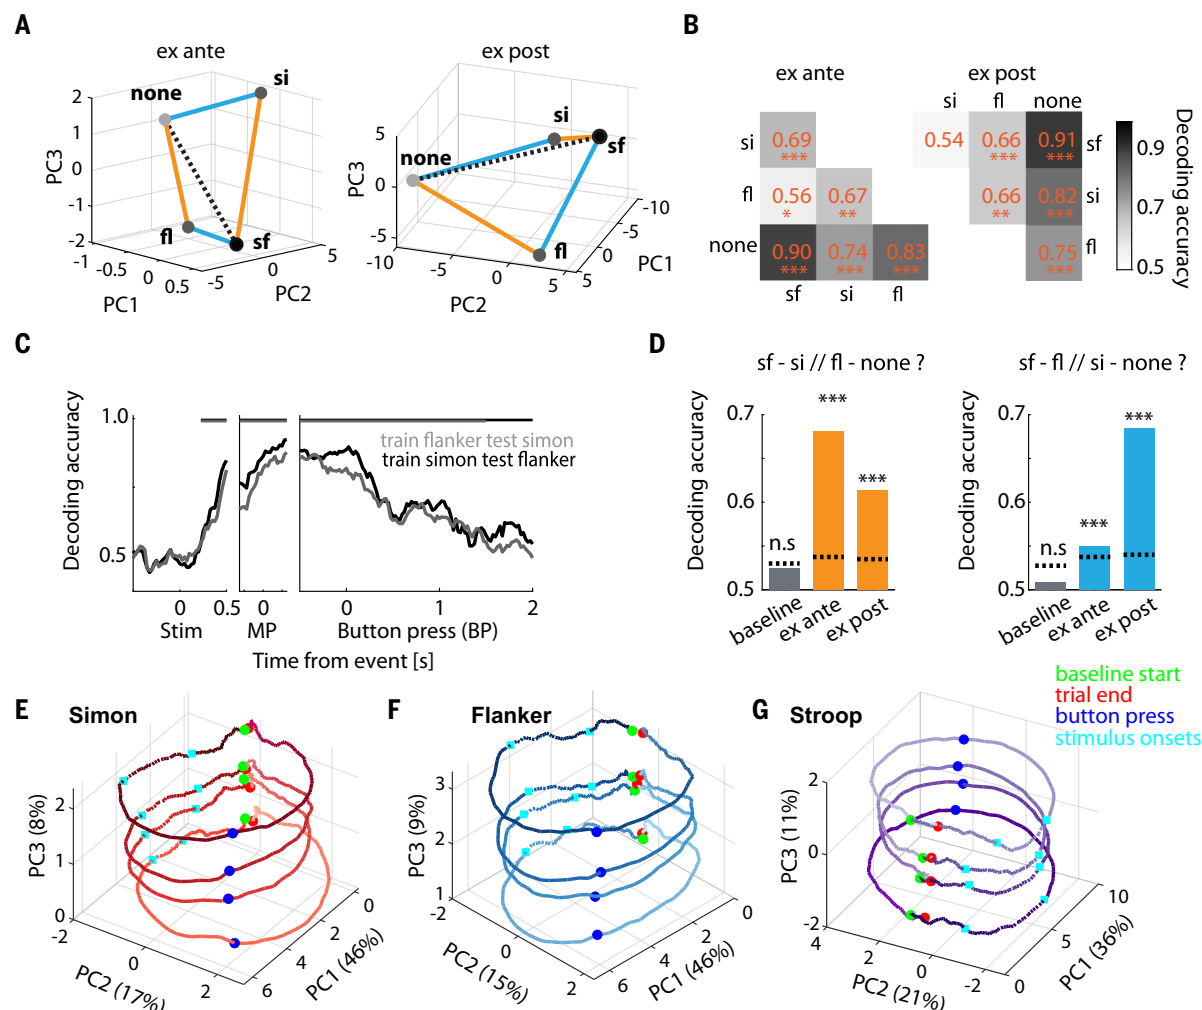 A
ex ante
ex post
si
none
fl
sf
2
1
0
-1
-2
PC3
-1
-0.5
0
0.5
PC1
-5
0
5
PC2
si
none
sf
fl
5
0
-5
PC3
-10
-5
0
5
PC2
-10
-5
0
5
PC1
B
ex ante
ex post
si
fl
none
si
0.69
***
0.54
0.66
***
0.91
***
sf
fl
0.56
*
0.67
**
0.66
**
0.82
***
si
none
0.90
***
0.74
***
0.83
***
0.75
***
fl
sf
si
fl
0.9
0.7
0.5
Decoding accuracy
C
1.0
0.5
Decoding accuracy
train flanker test simon
train simon test flanker
0
0.5
0
0
1
2
Stim
MP
Button press (BP)
Time from event [s]
D
sf - si // fl - none ?
0.7
0.6
0.5
Decoding accuracy
n.s
***
***
baseline
ex ante
ex post
sf - fl // si - none ?
0.7
0.6
0.5
Decoding accuracy
n.s
***
***
baseline
ex ante
ex post
baseline start
trial end
button press
stimulus onsets
E
Simon
2
1
0
PC3 (8%)
-2
0
2
PC2 (17%)
0
2
4
6
PC1 (46%)
F
Flanker
3
2
1
PC3 (9%)
-2
0
2
PC2 (15%)
0
2
4
6
PC1 (46%)
G
Stroop
2
0
-2
PC3 (11%)
4
2
0
-2
PC2 (21%)
10
5
0
PC1 (36%)